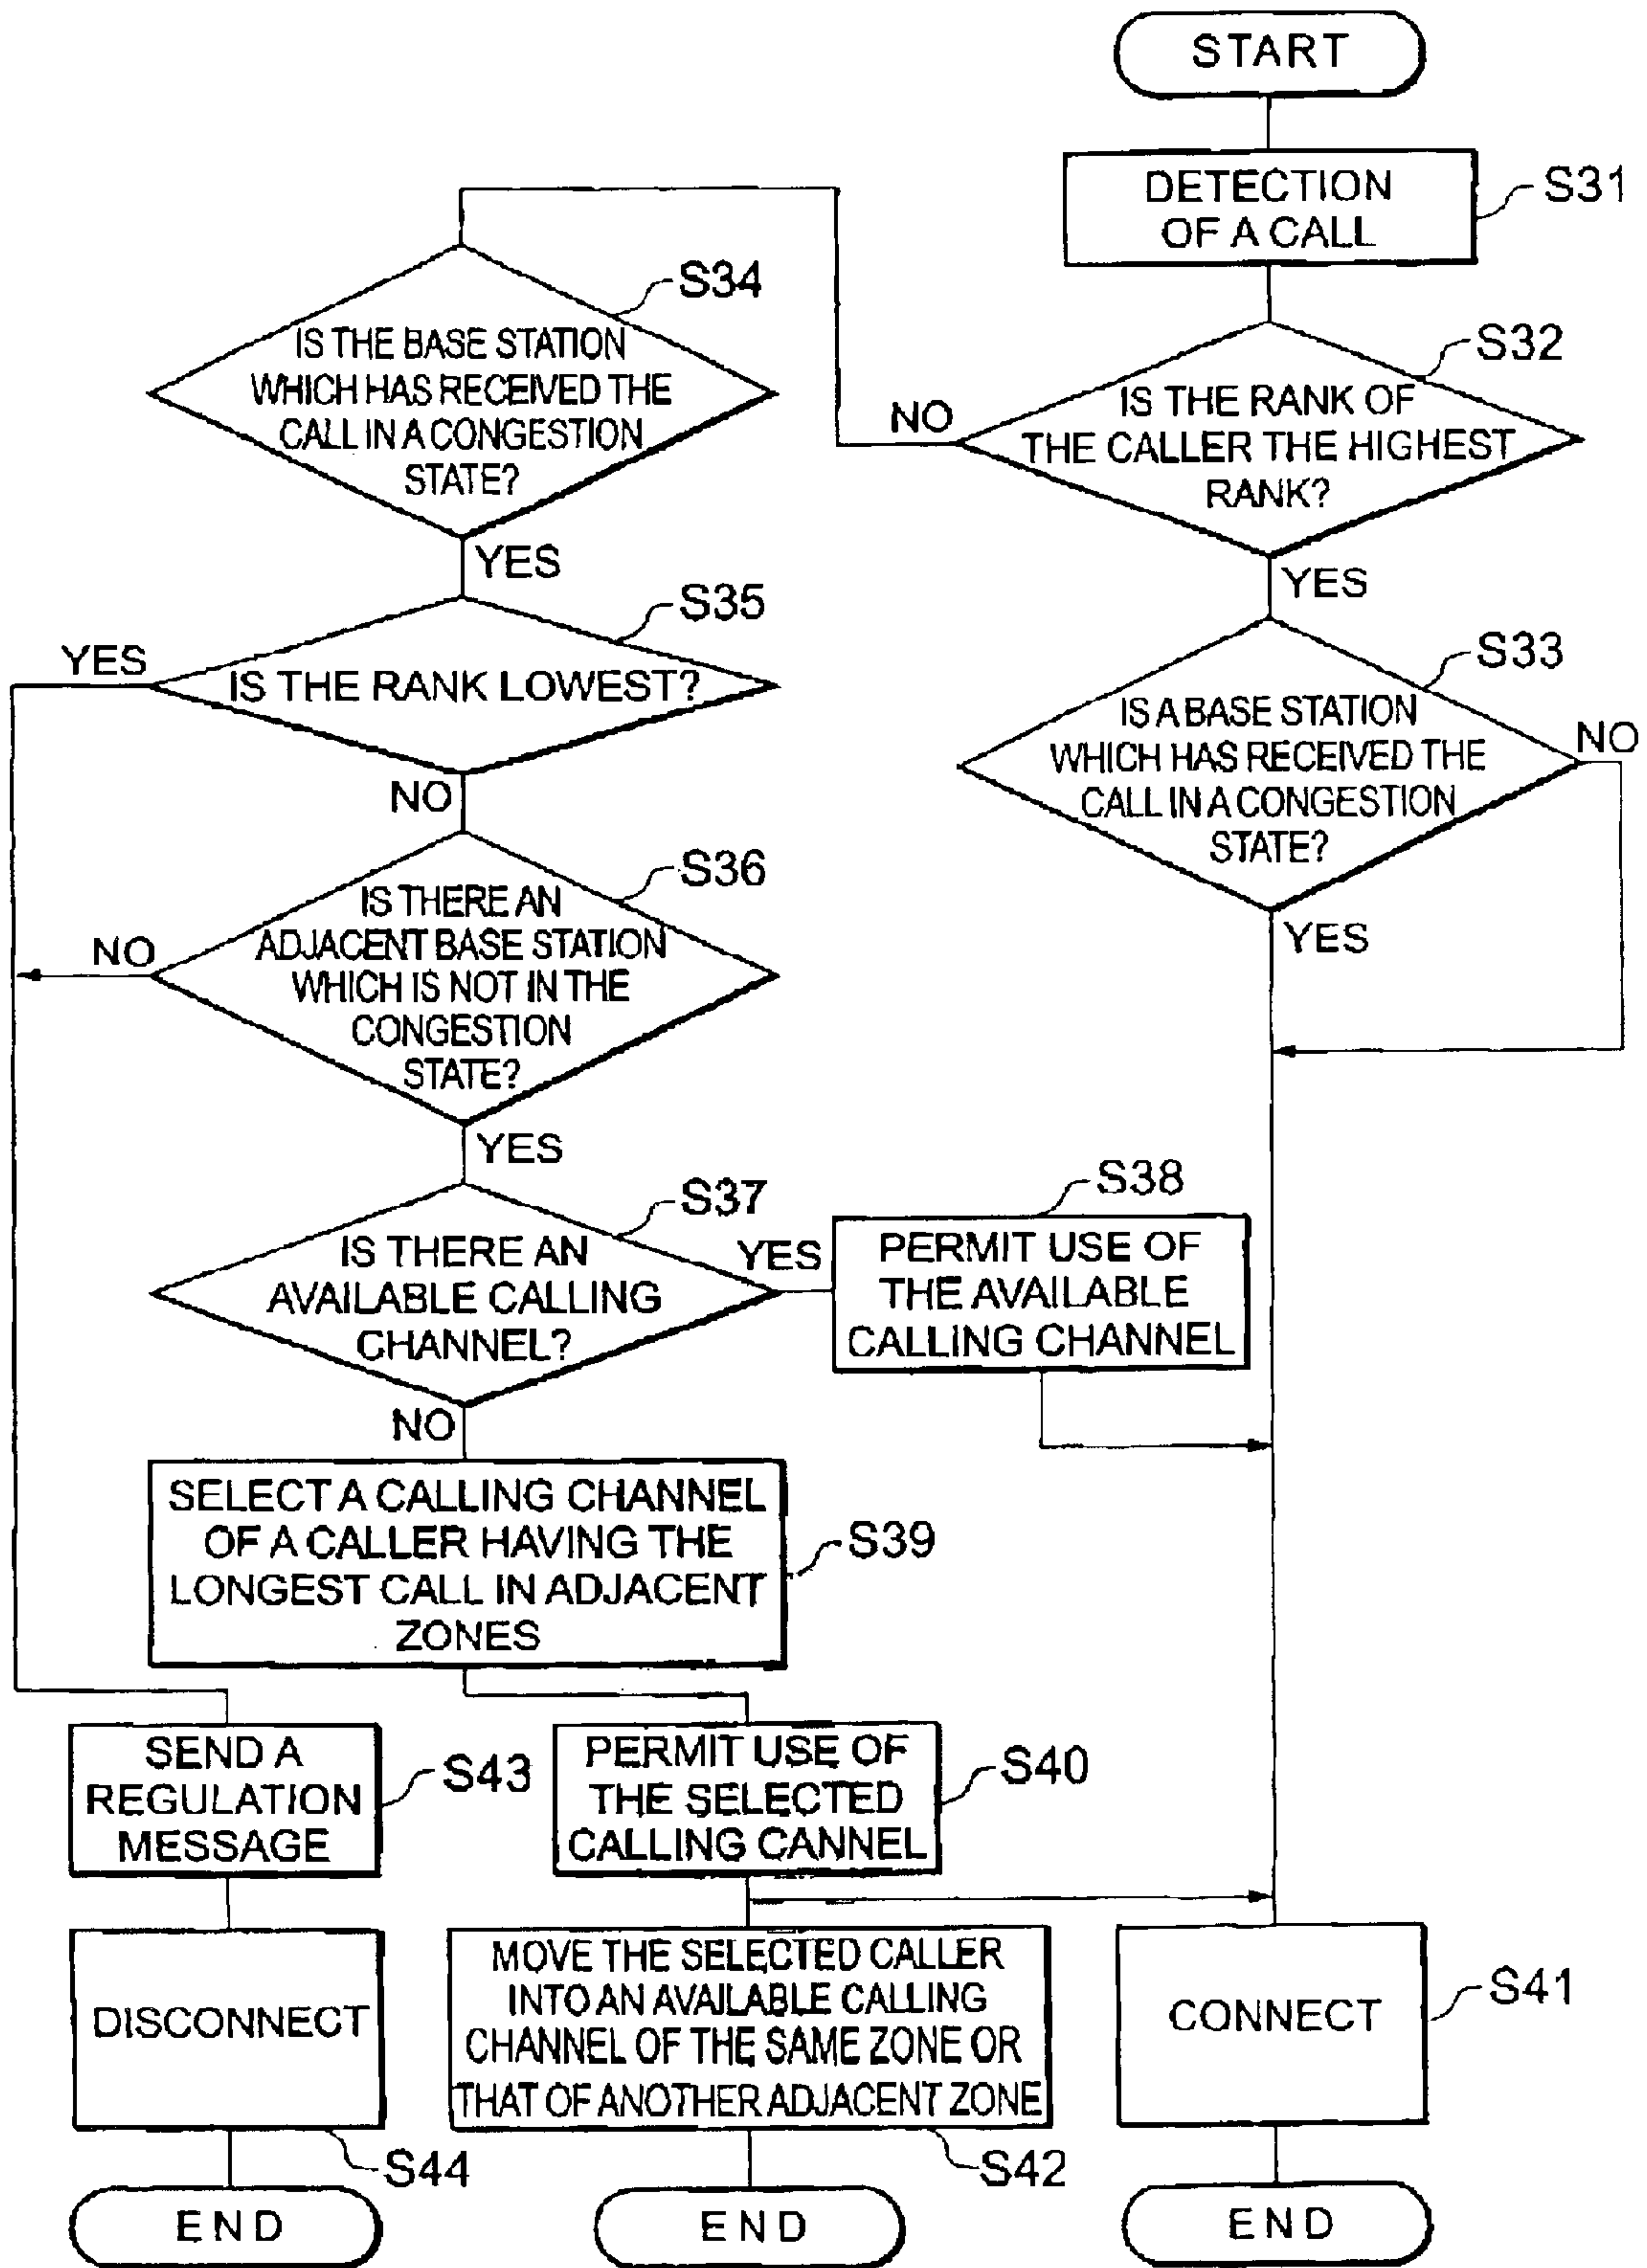 START
DETECTION
OF A CALL
S31
IS THE RANK OF
THE CALLER THE HIGHEST
RANK?
S32
NO
YES
IS A BASE STATION
WHICH HAS RECEIVED THE
CALL IN A CONGESTION
STATE?
S33
NO
YES
IS THE BASE STATION
WHICH HAS RECEIVED THE
CALL IN A CONGESTION
STATE?
S34
YES
IS THE RANK LOWEST?
S35
YES
NO
IS THERE AN
ADJACENT BASE STATION
WHICH IS NOT IN THE
CONGESTION
STATE?
S36
NO
YES
IS THERE AN
AVAILABLE CALLING
CHANNEL?
S37
YES
NO
PERMIT USE OF
THE AVAILABLE
CALLING CHANNEL
S38
SELECT A CALLING CHANNEL
OF A CALLER HAVING THE
LONGEST CALL IN ADJACENT
ZONES
S39
SEND A
REGULATION
MESSAGE
S43
PERMIT USE OF
THE SELECTED
CALLING CANNEL
S40
DISCONNECT
S44
MOVE THE SELECTED CALLER
INTO AN AVAILABLE CALLING
CHANNEL OF THE SAME ZONE OR
THAT OF ANOTHER ADJACENT ZONE
S42
CONNECT
S41
END
END
END